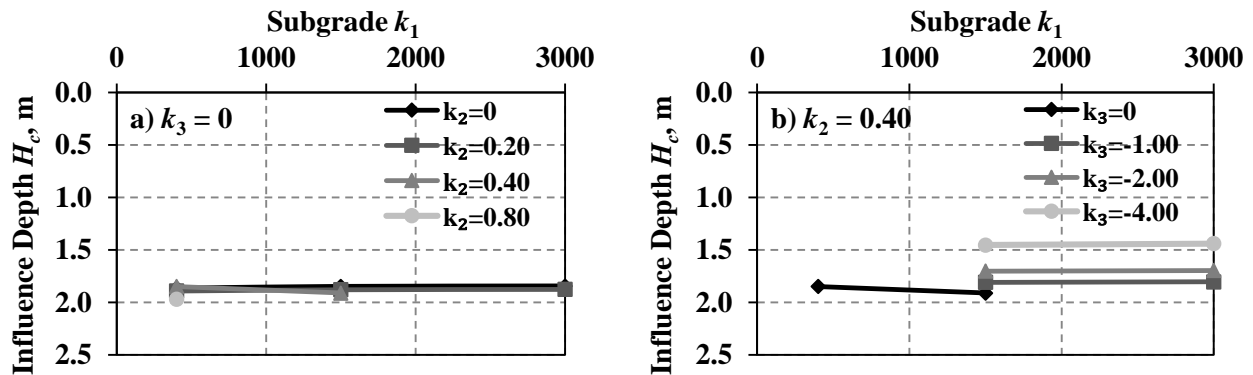 Subgrade k₁
0 1000 2000 3000
Influence Depth H_c, m
0.0
0.5
1.0
1.5
2.0
2.5
a) k₃ = 0
k₂=0
k₂=0.20
k₂=0.40
k₂=0.80
Subgrade k₁
0 1000 2000 3000
Influence Depth H_c, m
0.0
0.5
1.0
1.5
2.0
2.5
b) k₂ = 0.40
k₃=0
k₃=-1.00
k₃=-2.00
k₃=-4.00